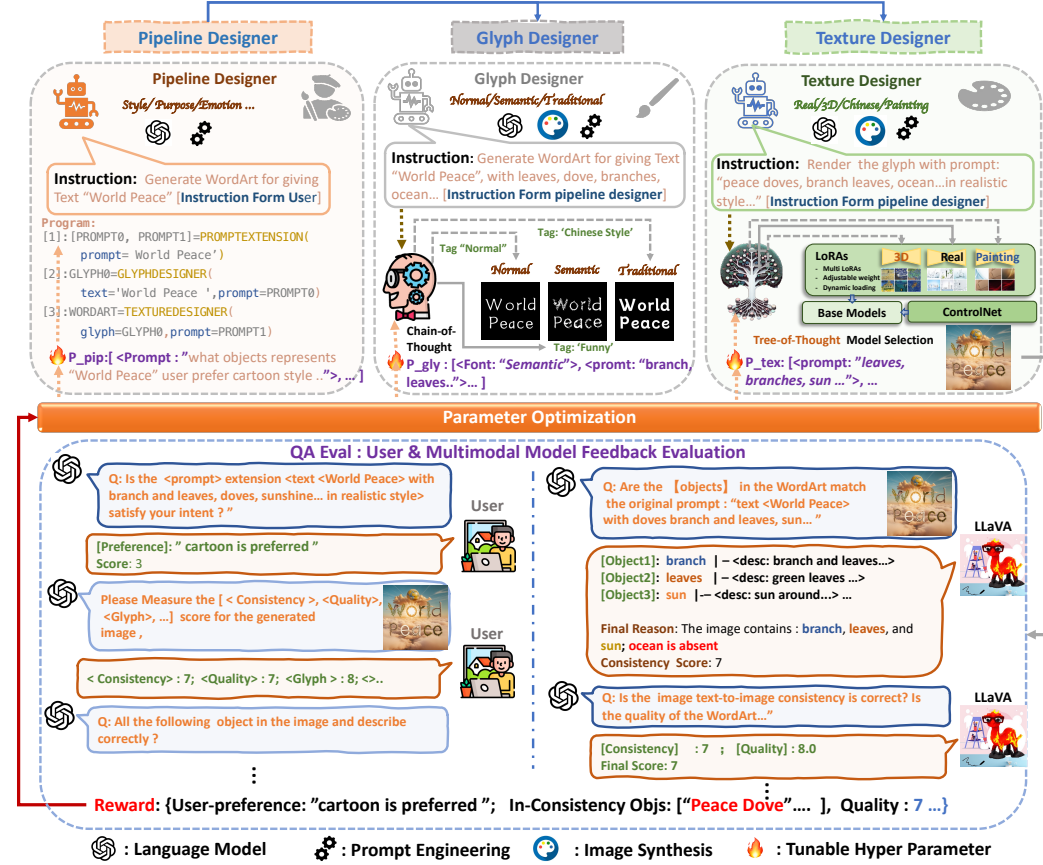 Pipeline Designer
Glyph Designer
Texture Designer
Pipeline Designer
Style/ Purpose/Emotion ...
Instruction: Generate WordArt for giving
Text “World Peace” [Instruction Form User]
Program:
[1]:[PROMPT0, PROMPT1]=PROMPTEXTENSION(
prompt= World Peace')
[2]:GLYPH0=GLYPHDESIGNER(
text='World Peace ',prompt=PROMPT0)
[3]:WORDART=TEXTUREDESIGNER(
glyph=GLYPH0,prompt=PROMPT1)
P_pip:[ <Prompt : ”what objects represents
“World Peace” user prefer cartoon style ..”>, ... ]
Glyph Designer
Normal/Semantic/Traditional
Instruction: Generate WordArt for giving Text
“World Peace”, with leaves, dove, branches,
ocean... [Instruction Form pipeline designer]
Tag: ‘Chinese Style’
Tag “Normal”
Normal
Semantic
Traditional
World
Peace
World
Peace
World
Peace
Chain-of-
Thought
Tag: ‘Funny’
P_gly : [<Font: “Semantic”>, <promt: “branch,
leaves..”>... ]
Texture Designer
Real/3D/Chinese/Painting
Instruction: Render the glyph with prompt:
“peace doves, branch leaves, ocean...in realistic
style...” [Instruction Form pipeline designer]
LoRAs
- Multi LoRAs
- Adjustable weight
- Dynamic loading
3D
Real
Painting
Base Models
ControlNet
Tree-of-Thought Model Selection
World
Peace
P_tex: [<prompt: “leaves,
branches, sun ...”>, ...
Parameter Optimization
QA Eval : User & Multimodal Model Feedback Evaluation
Q: Is the <prompt> extension <text <World Peace> with
branch and leaves, doves, sunshine... in realistic style>
satisfy your intent ? ”
User
[Preference]: ” cartoon is preferred ”
Score: 3
Please Measure the [ < Consistency >, <Quality>,
<Glyph>, ...] score for the generated
image ,
World
Peace
User
< Consistency> : 7; <Quality> : 7; <Glyph > : 8; <>..
Q: All the following object in the image and describe
correctly ?
Q: Are the 【objects】 in the WordArt match
the original prompt : “text <World Peace>
with doves branch and leaves, sun... ”
World
Peace
LLaVA
[Object1]: branch | – <desc: branch and leaves...>
[Object2]: leaves | – <desc: green leaves ...>
[Object3]: sun |-– <desc: sun around...> ...
Final Reason: The image contains : branch, leaves, and
sun; ocean is absent
Consistency Score: 7
Q: Is the image text-to-image consistency is correct? Is
the quality of the WordArt...”
LLaVA
[Consistency] : 7 ; [Quality] : 8.0
Final Score: 7
Reward: {User-preference: ”cartoon is preferred ”; In-Consistency Objs: [“Peace Dove”.... ], Quality : 7 ...}
: Language Model
: Prompt Engineering
: Image Synthesis
: Tunable Hyper Parameter